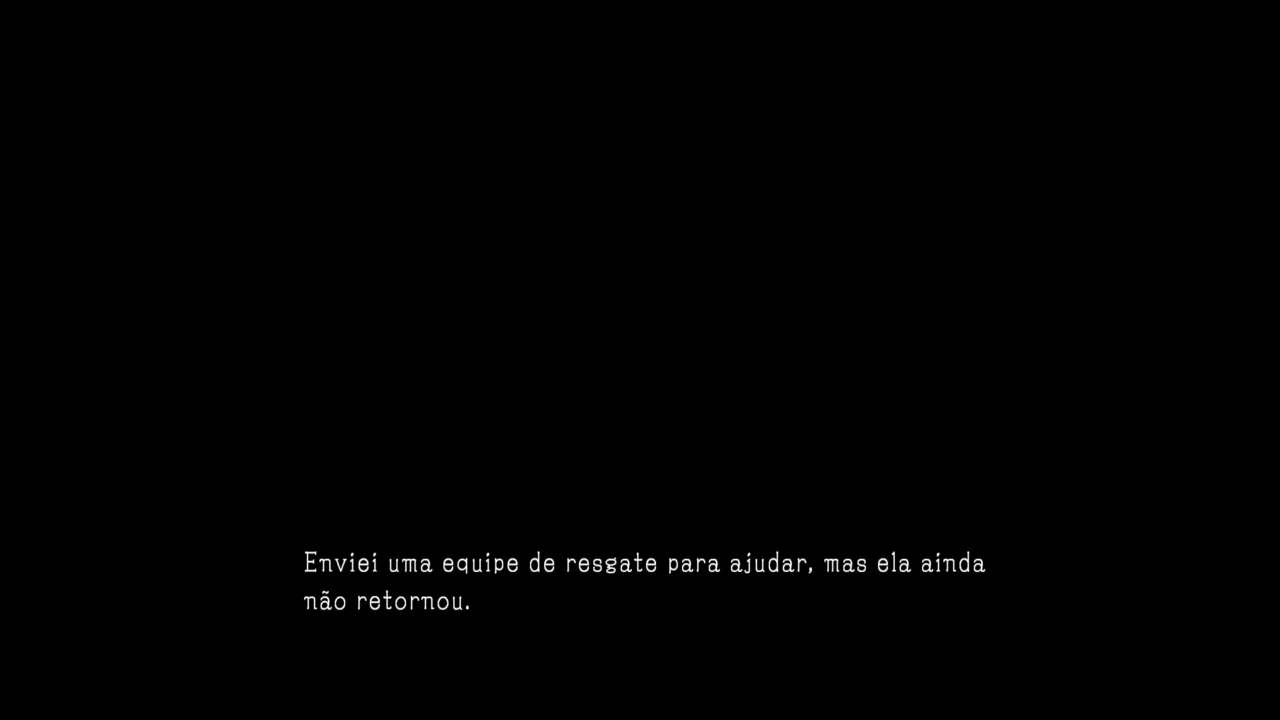 Enviei uma equipe de resgate para ajudar, mas ela ainda
não retornou.